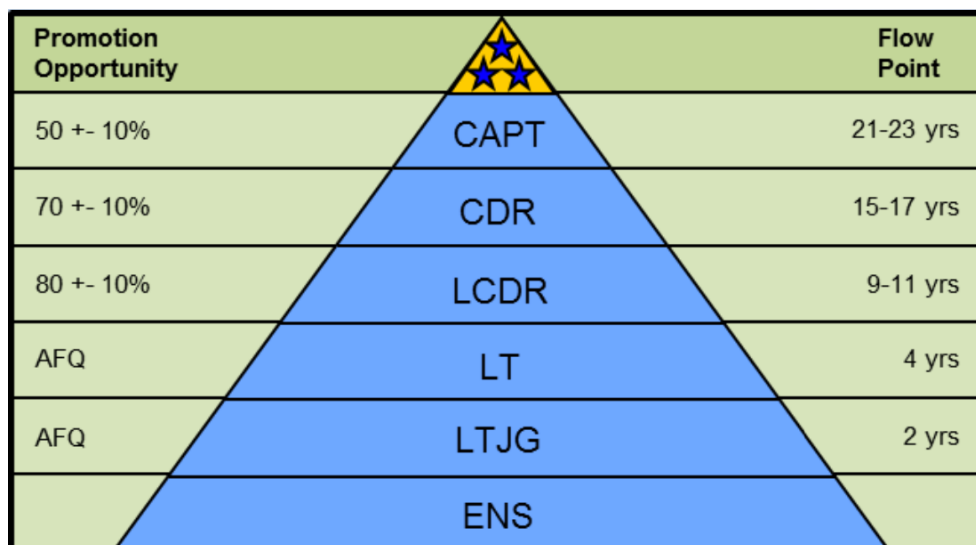 Promotion
Opportunity
Flow
Point
50 +- 10%
CAPT
21-23 yrs
70 +- 10%
CDR
15-17 yrs
80 +- 10%
LCDR
9-11 yrs
AFQ
LT
4 yrs
AFQ
LTJG
2 yrs
ENS